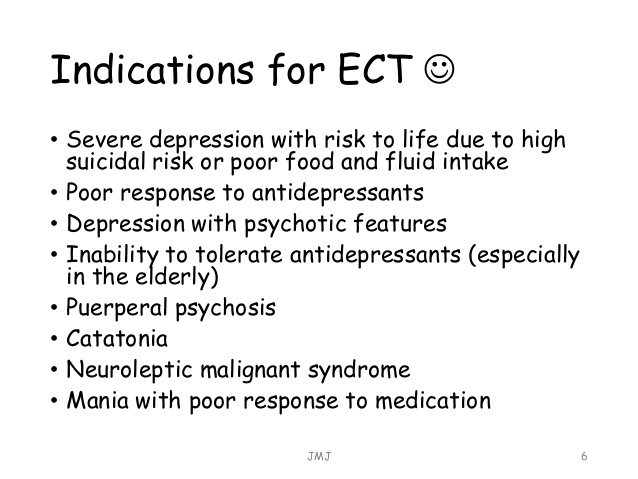 Indications for ECT ☺
• Severe depression with risk to life due to high
suicidal risk or poor food and fluid intake
• Poor response to antidepressants
• Depression with psychotic features
• Inability to tolerate antidepressants (especially
in the elderly)
• Puerperal psychosis
• Catatonia
• Neuroleptic malignant syndrome
• Mania with poor response to medication
JMJ
6